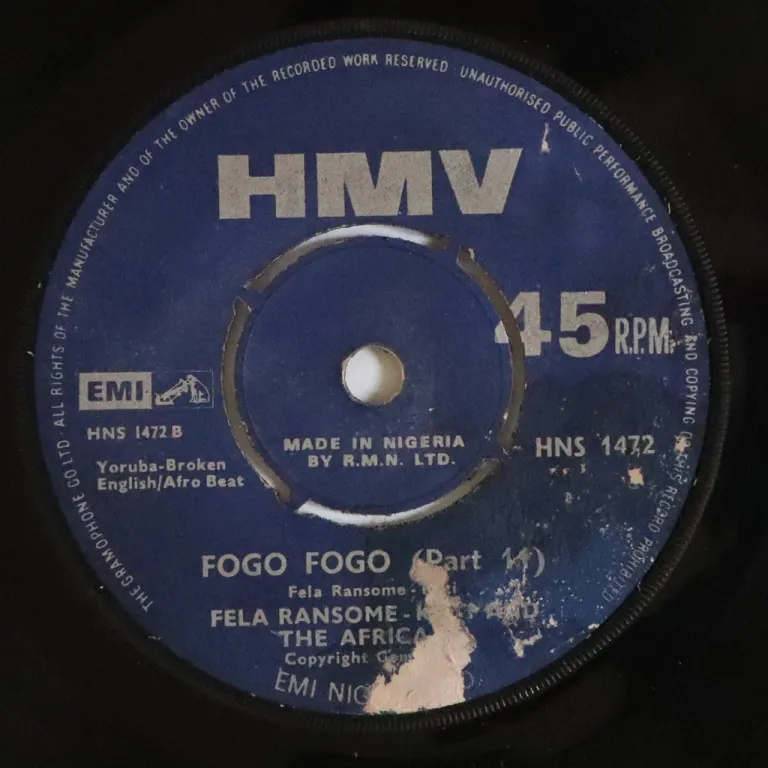 THE GRAMOPHONE CO LTD · ALL RIGHTS OF THE MANUFACTURER AND OF THE OWNER OF THE RECORDED WORK RESERVED UNAUTHORISED PUBLIC PERFORMANCE BROADCASTING AND COPYING OF THIS RECORD PROHIBITED
HMV
45 R.P.M.
EMI
HNS 1472 B
Yoruba-Broken
English/Afro Beat
MADE IN NIGERIA
BY R.M.N. LTD.
HNS 1472
FOGO FOGO (Part 11)
Fela Ransome-
FELA RANSOME - AND
THE AFRICA
Copyright
EMI